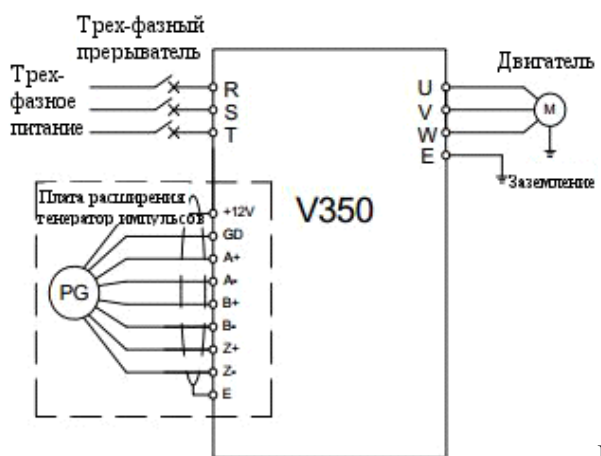 Трех-фазный
прерыватель
Трех-
фазное
питание
R
S
T
U
V
W
E
Двигатель
M
Заземление
V350
Плата расширения
генератор импульсов
+12V
GD
A+
A-
B+
B-
Z+
Z-
E
PG